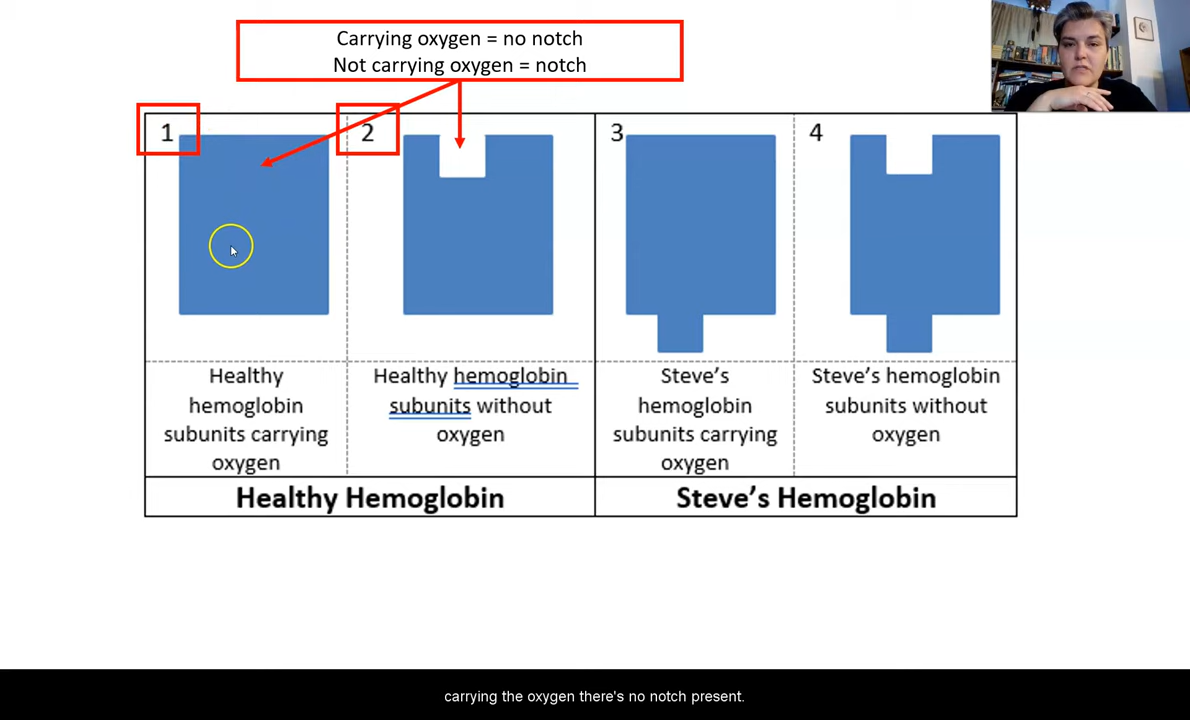 Carrying oxygen = no notch
Not carrying oxygen = notch
1
2
3
4
Healthy
hemoglobin
subunits carrying
oxygen
Healthy hemoglobin
subunits without
oxygen
Steve's
hemoglobin
subunits carrying
oxygen
Steve's hemoglobin
subunits without
oxygen
Healthy Hemoglobin
Steve's Hemoglobin
carrying the oxygen there's no notch present.